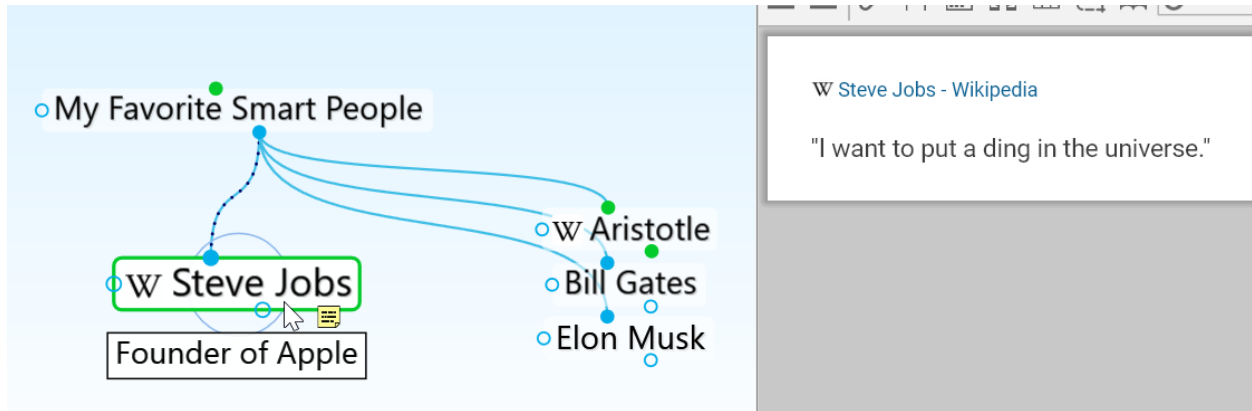 My Favorite Smart People
W Aristotle
Bill Gates
Elon Musk
W Steve Jobs
Founder of Apple
W Steve Jobs - Wikipedia
"I want to put a ding in the universe."